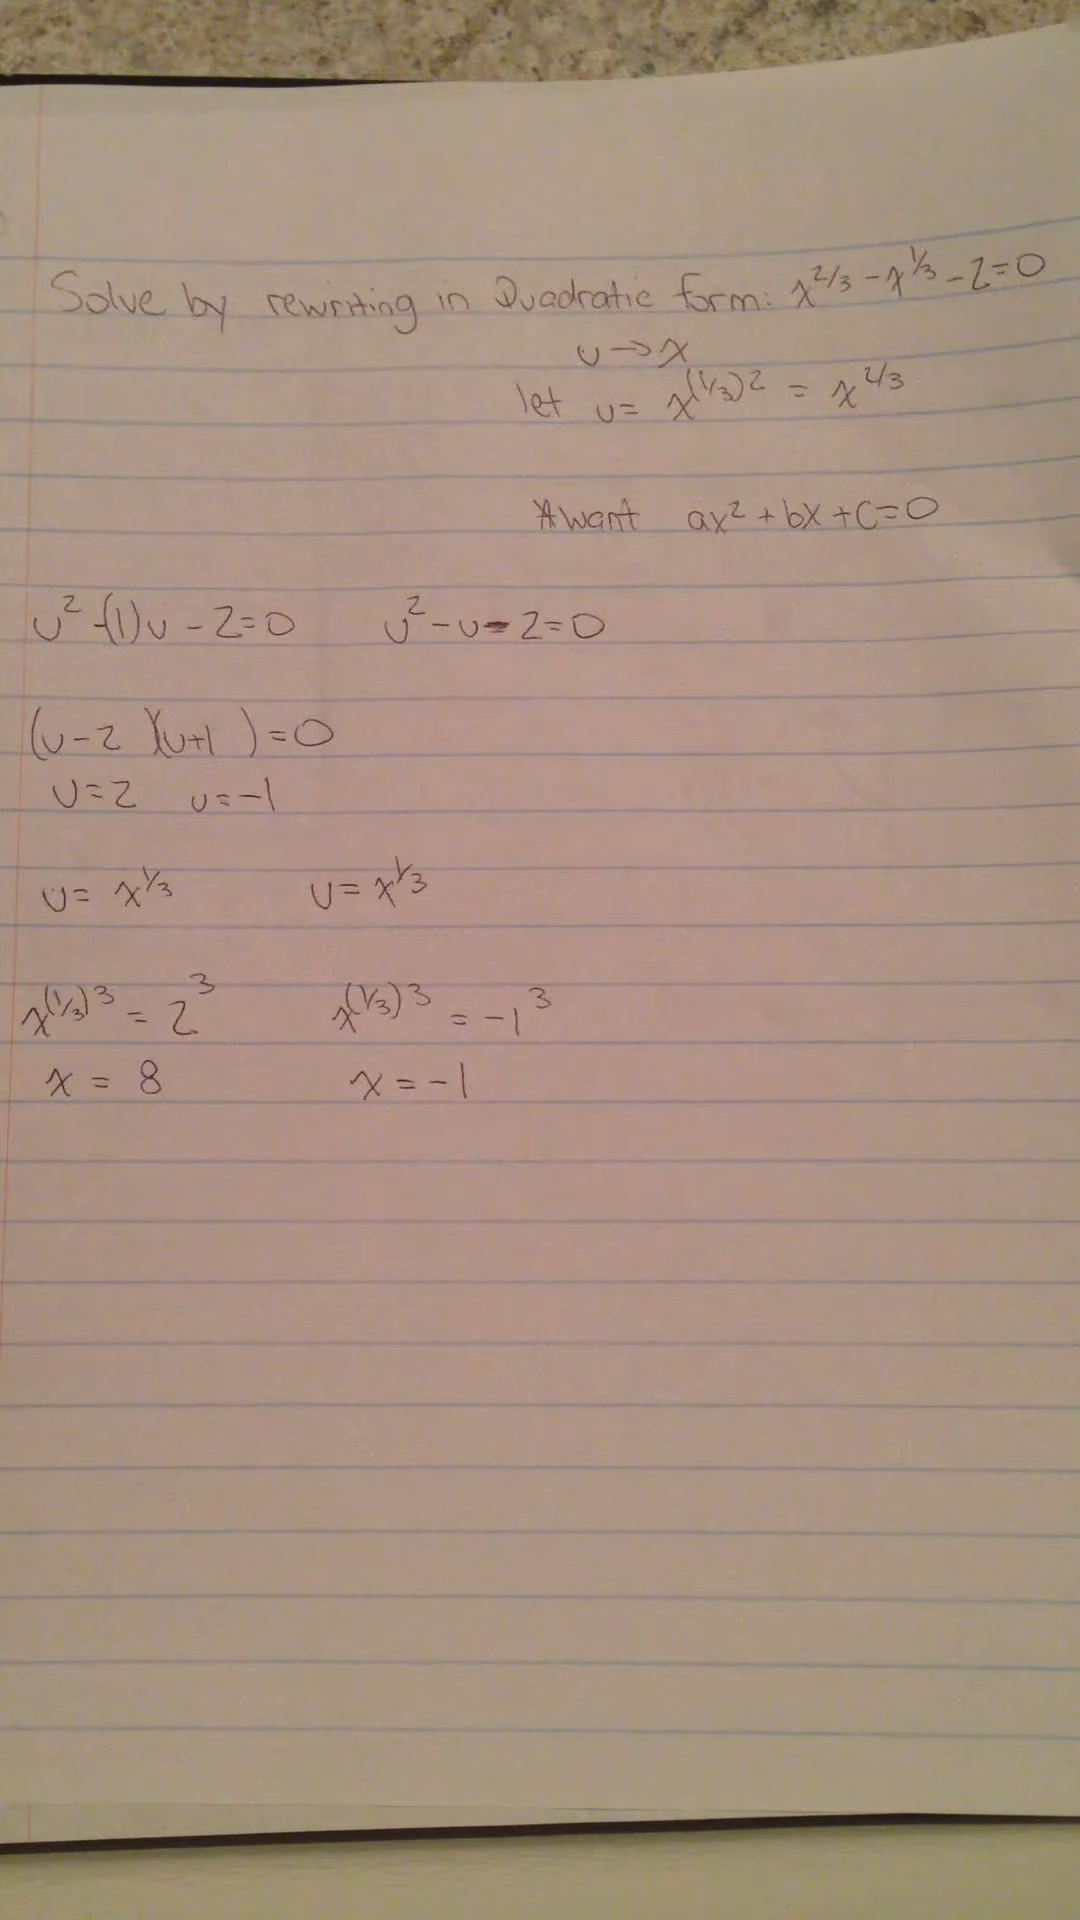 Solve by rewriting in Quadratic form: x^2/3 - x^1/3 - 2=0
u → x
let u= x^(1/3)2 = x^2/3
*want ax² + bx + c = 0
u² -(1)u - 2=0 u² - u - 2=0
(u-2 )(u+1 )=0
u=2 u=-1
u= x^1/3 u= x^1/3
x^(1/3)3 = 2³ x^(1/3)3 = -1³
x = 8 x = -1